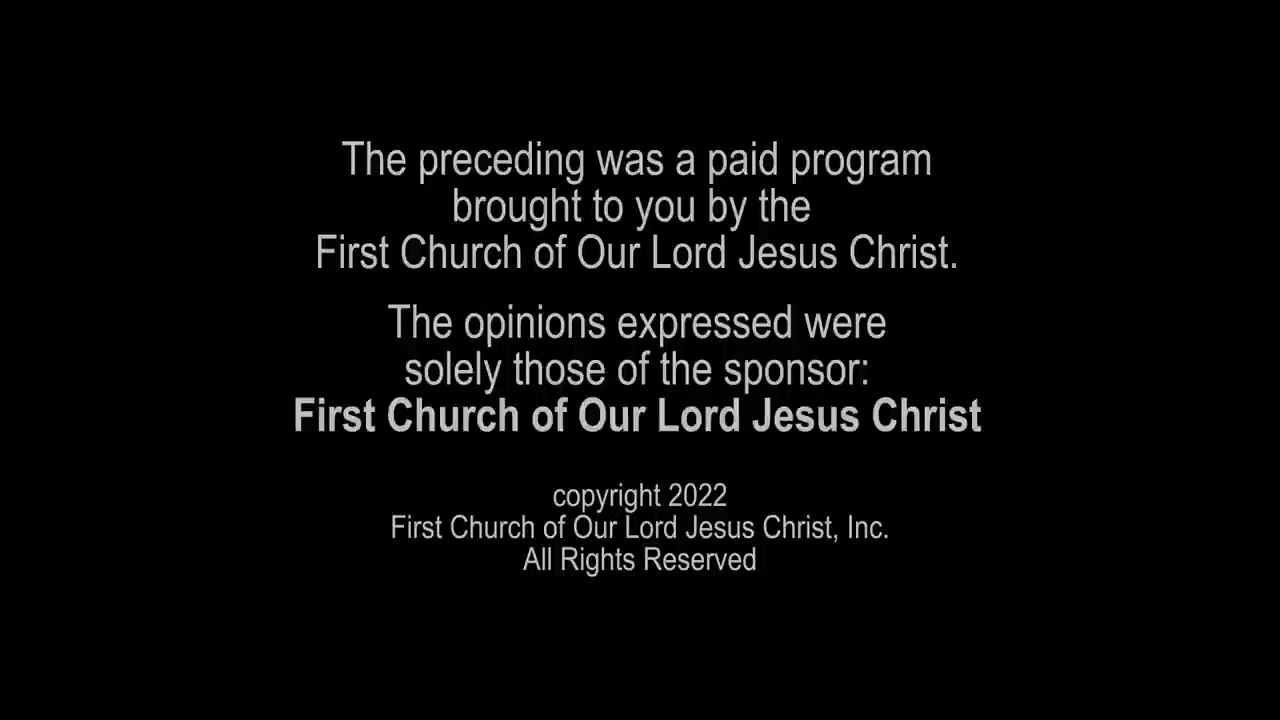 The preceding was a paid program
brought to you by the
First Church of Our Lord Jesus Christ.
The opinions expressed were
solely those of the sponsor:
First Church of Our Lord Jesus Christ
copyright 2022
First Church of Our Lord Jesus Christ, Inc.
All Rights Reserved